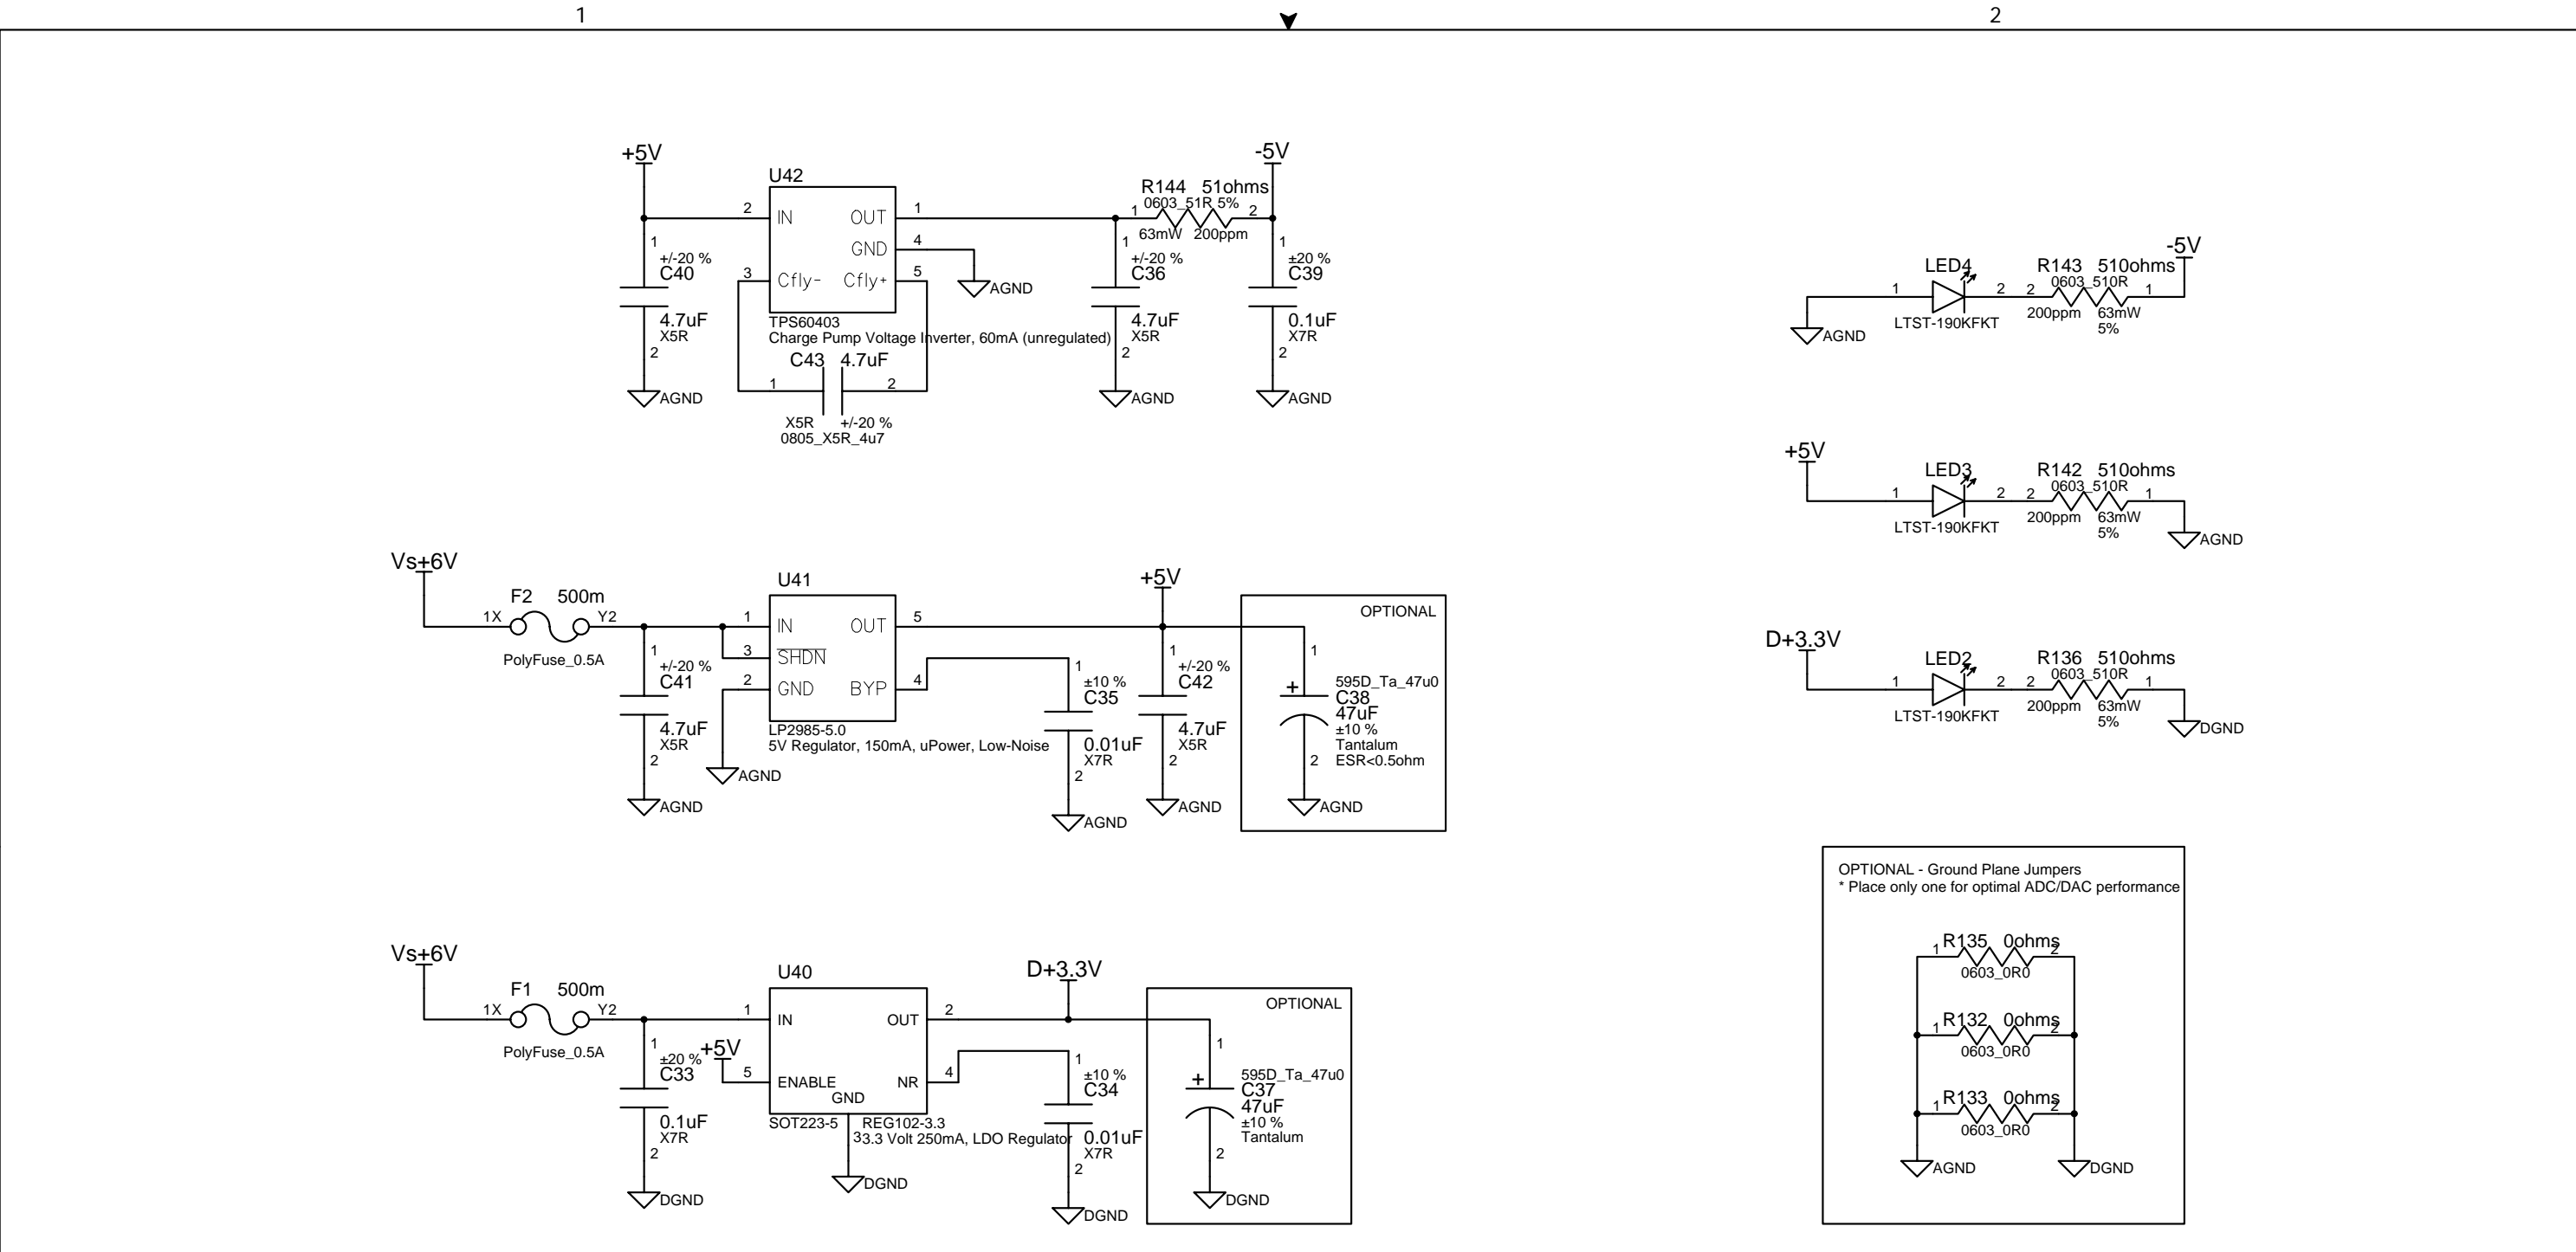 1
2
+5V
U42
2 IN OUT 1
GND 4
3 Cfly- Cfly+ 5
AGND
TPS60403
Charge Pump Voltage Inverter, 60mA (unregulated)
1
+/-20 %
C40
4.7uF
X5R
2
AGND
C43 4.7uF
1 2
X5R +/-20 %
0805_X5R_4u7
-5V
R144 51ohms
0603_51R 5%
1 2
63mW 200ppm
1
+/-20 %
C36
4.7uF
X5R
2
AGND
1
±20 %
C39
0.1uF
X7R
2
AGND
-5V
LED4
R143 510ohms
0603_510R
1 2 2 1
LTST-190KFKT
200ppm 63mW
5%
AGND
+5V
LED3
R142 510ohms
0603_510R
1 2 2 1
LTST-190KFKT
200ppm 63mW
5%
AGND
D+3.3V
LED2
R136 510ohms
0603_510R
1 2 2 1
LTST-190KFKT
200ppm 63mW
5%
DGND
Vs+6V
F2 500m
1X Y2
PolyFuse_0.5A
1
+/-20 %
C41
4.7uF
X5R
2
AGND
U41
1 IN OUT 5
3 SHDN
2 GND BYP 4
LP2985-5.0
5V Regulator, 150mA, uPower, Low-Noise
AGND
1
±10 %
C35
0.01uF
X7R
2
AGND
+5V
1
+/-20 %
C42
4.7uF
X5R
2
AGND
OPTIONAL
1
+
595D_Ta_47u0
C38
47uF
±10 %
Tantalum
2 ESR<0.5ohm
AGND
Vs+6V
F1 500m
1X Y2
PolyFuse_0.5A
1
±20 %
C33
0.1uF
X7R
2
DGND
+5V
U40
1 IN OUT 2
5 ENABLE NR 4
GND
SOT223-5 REG102-3.3
3 3.3 Volt 250mA, LDO Regulator
DGND
D+3.3V
1
±10 %
C34
0.01uF
X7R
2
DGND
OPTIONAL
1
+
595D_Ta_47u0
C37
47uF
±10 %
Tantalum
2
DGND
OPTIONAL - Ground Plane Jumpers
* Place only one for optimal ADC/DAC performance
1 R135 0ohms 2
0603_0R0
1 R132 0ohms 2
0603_0R0
1 R133 0ohms 2
0603_0R0
AGND DGND